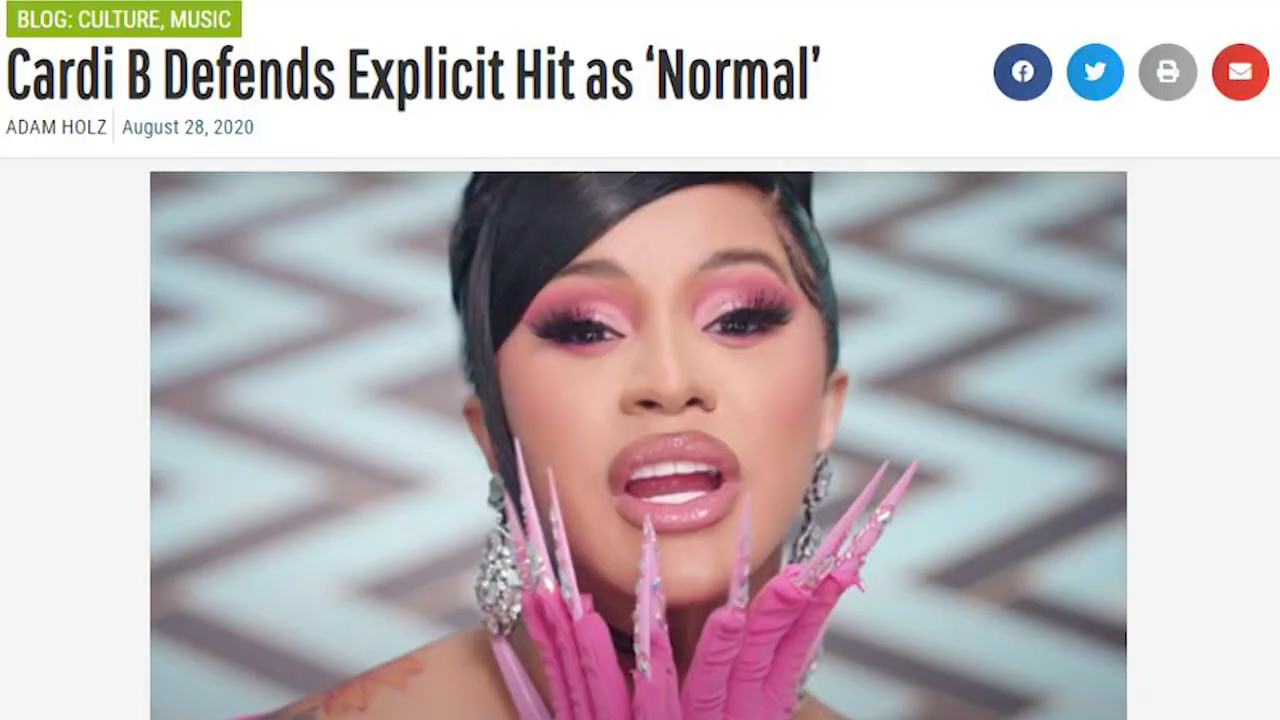 BLOG: CULTURE, MUSIC
Cardi B Defends Explicit Hit as ‘Normal’
ADAM HOLZ August 28, 2020